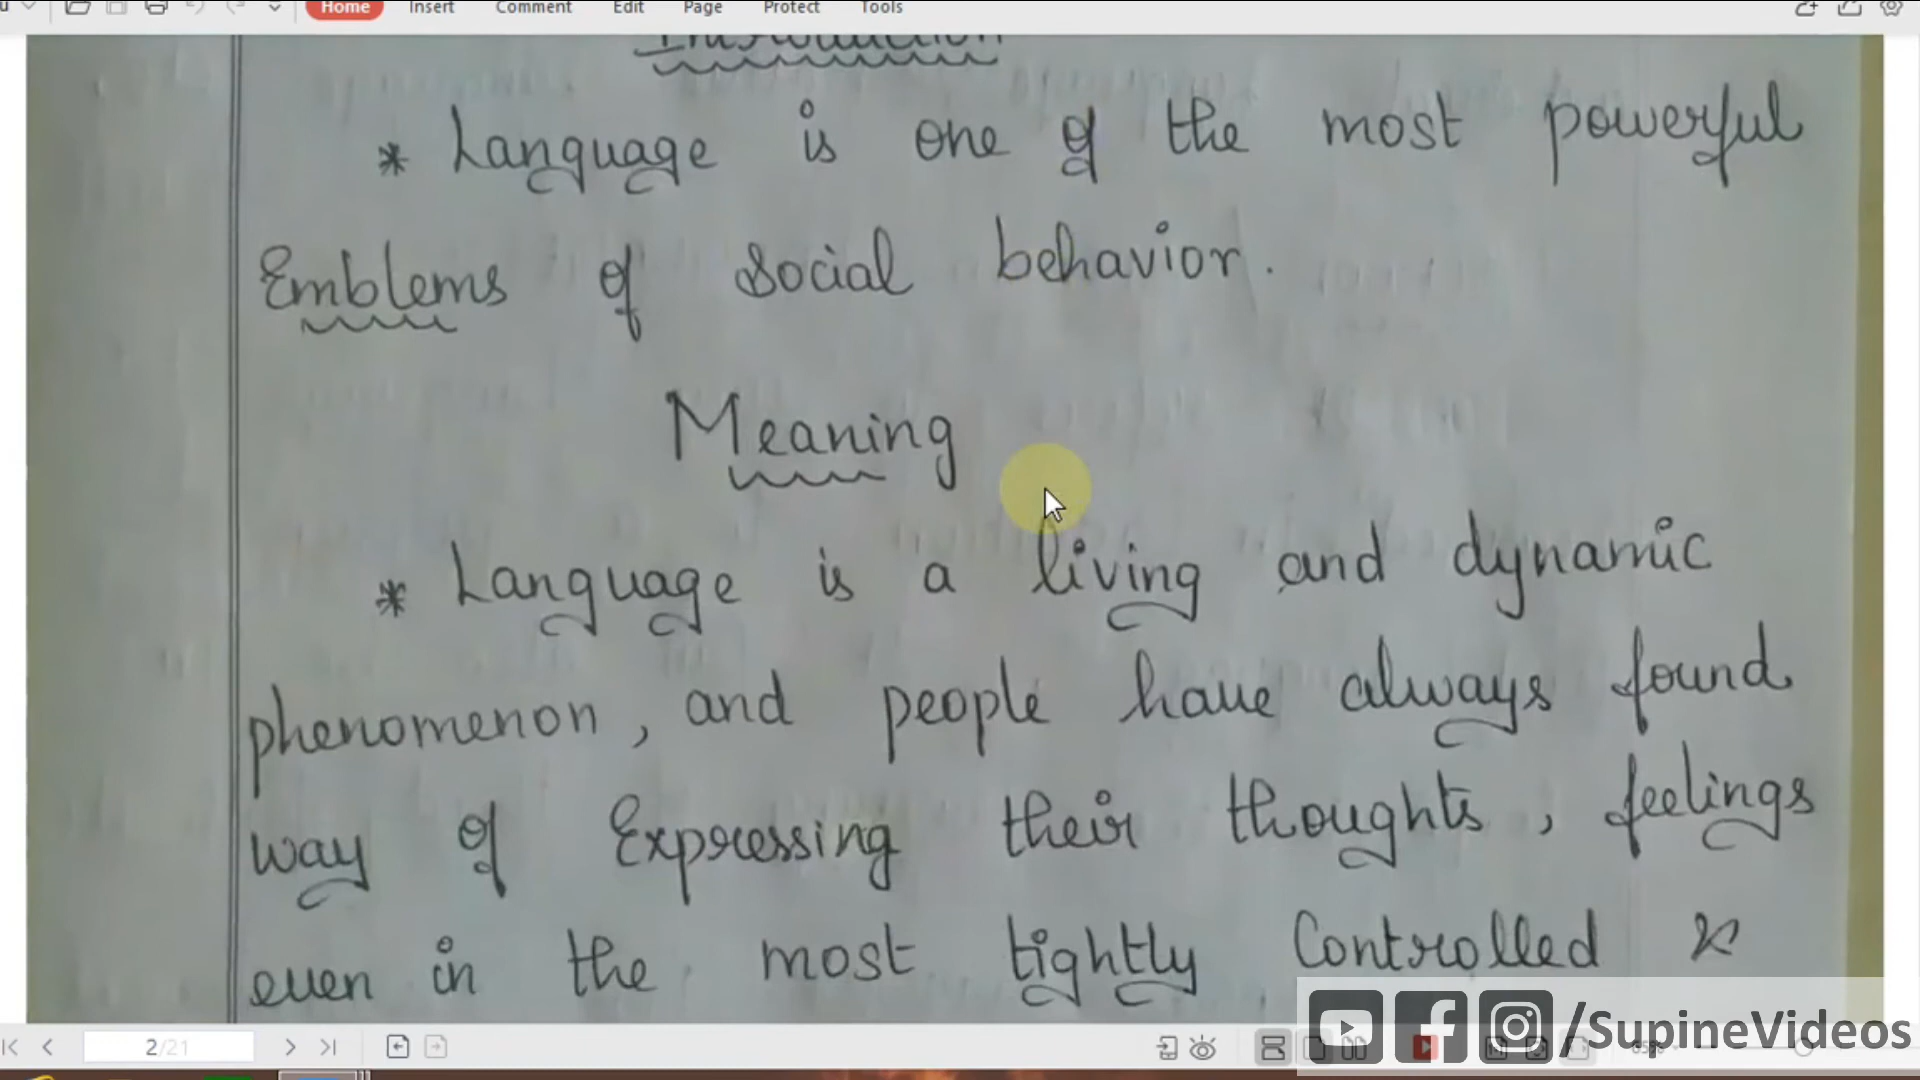 Home Insert Comment Edit Page Protect Tools
Introduction
* Language is one of the most powerful
Emblems of Social behavior.
Meaning
* Language is a living and dynamic
phenomenon, and people have always found
way of Expressing their thoughts, feelings
even in the most tightly Controlled &
2/21
/SupineVideos